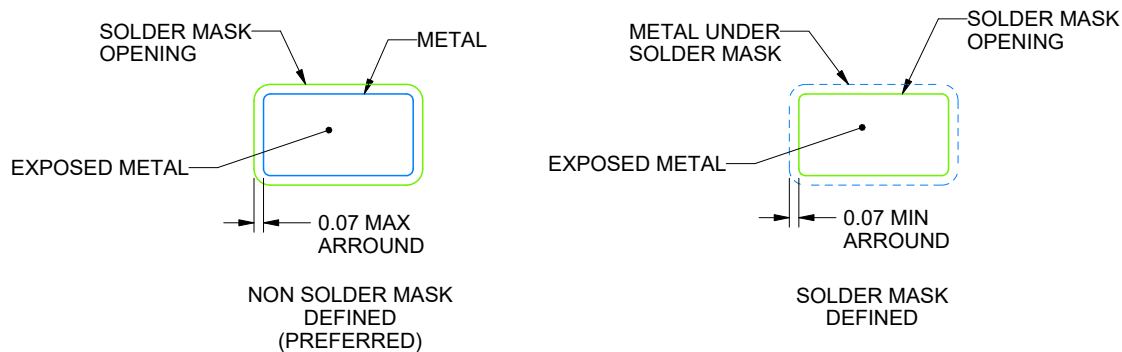 SOLDER MASK
OPENING
METAL
EXPOSED METAL
0.07 MAX
ARROUND
NON SOLDER MASK
DEFINED
(PREFERRED)
METAL UNDER
SOLDER MASK
SOLDER MASK
OPENING
EXPOSED METAL
0.07 MIN
ARROUND
SOLDER MASK
DEFINED